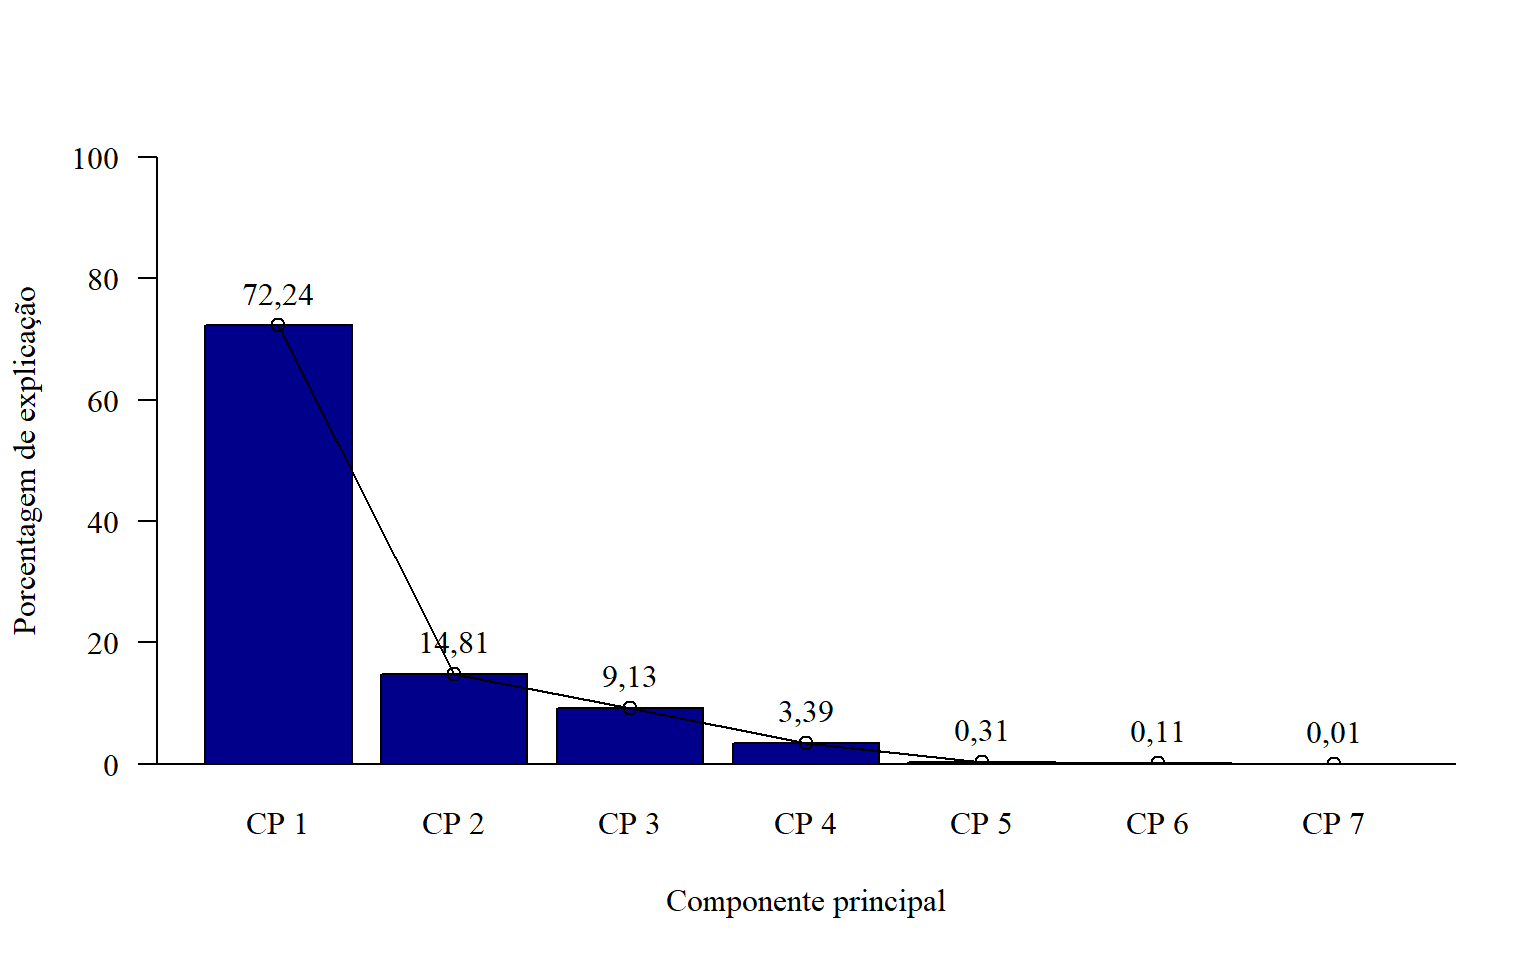 Porcentagem de explicação
100
80
60
40
20
0
72,24
14,81
9,13
3,39
0,31
0,11
0,01
CP 1
CP 2
CP 3
CP 4
CP 5
CP 6
CP 7
Componente principal